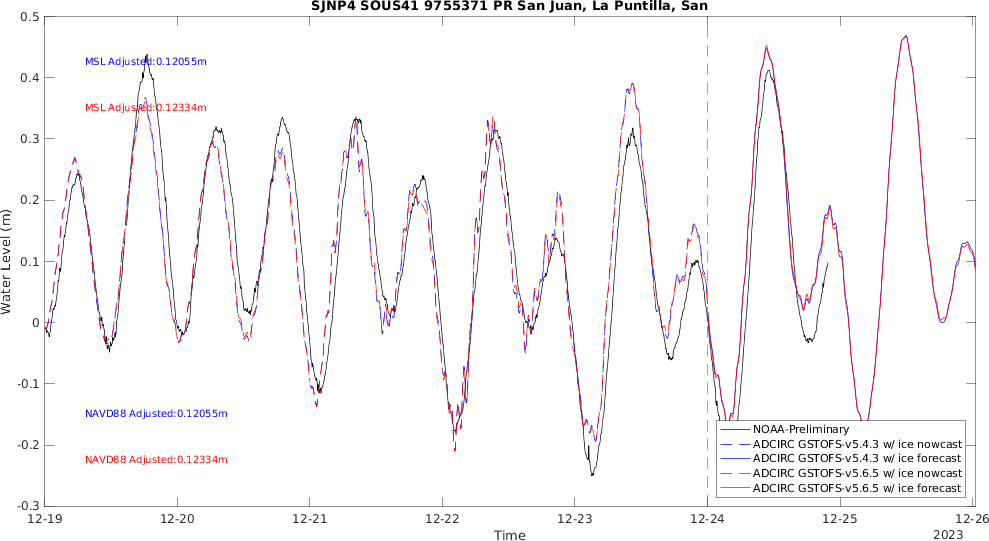 SJNP4 SOUS41 9755371 PR San Juan, La Puntilla, San
0.5
0.4
0.3
0.2
0.1
0
-0.1
-0.2
-0.3
Water Level (m)
MSL Adjusted:0.12055m
MSL Adjusted:0.12334m
NAVD88 Adjusted:0.12055m
NAVD88 Adjusted:0.12334m
NOAA-Preliminary
ADCIRC GSTOFS-v5.4.3 w/ ice nowcast
ADCIRC GSTOFS-v5.4.3 w/ ice forecast
ADCIRC GSTOFS-v5.6.5 w/ ice nowcast
ADCIRC GSTOFS-v5.6.5 w/ ice forecast
12-19 12-20 12-21 12-22 12-23 12-24 12-25 12-26
Time
2023